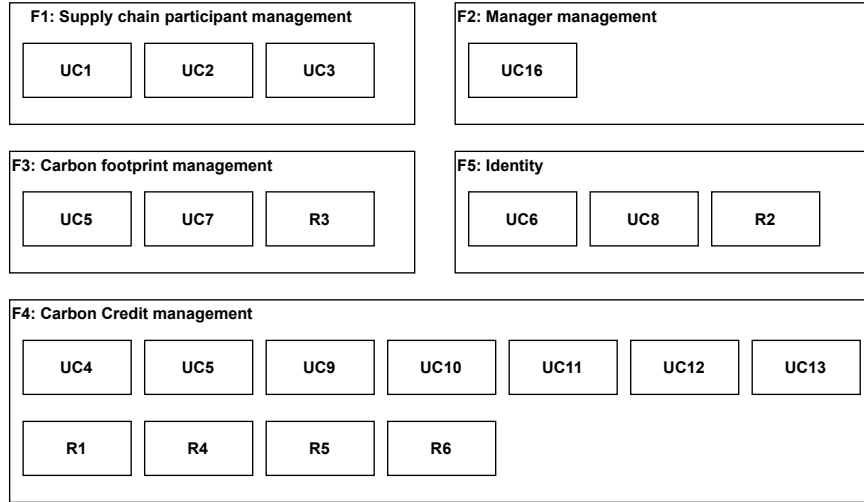 F1: Supply chain participant management
UC1
UC2
UC3
F2: Manager management
UC16
F3: Carbon footprint management
UC5
UC7
R3
F5: Identity
UC6
UC8
R2
F4: Carbon Credit management
UC4
UC5
UC9
UC10
UC11
UC12
UC13
R1
R4
R5
R6